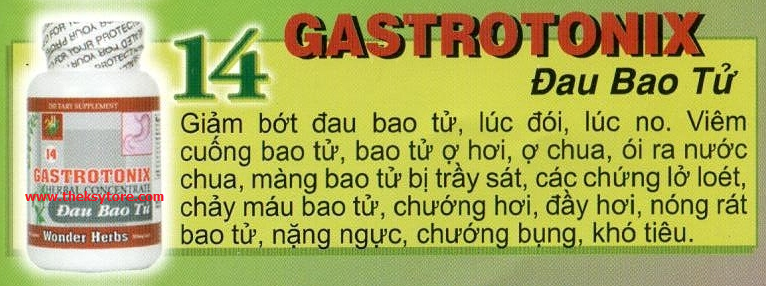 14
GASTROTONIX
Đau Bao Tử
Giảm bớt đau bao tử, lúc đói, lúc no. Viêm
cuống bao tử, bao tử ợ hơi, ợ chua, ói ra nước
chua, màng bao tử bị trầy sát, các chứng lở loét,
chảy máu bao tử, chướng hơi, đầy hơi, nóng rát
bao tử, nặng ngực, chướng bụng, khó tiêu.
FOR YOUR PROTEC
DIETARY SUPPLEMENT
14
GASTROTONIX
HERBAL CONCENTRATE
www.theksytore.com
Đau Bao Tử
Wonder Herbs